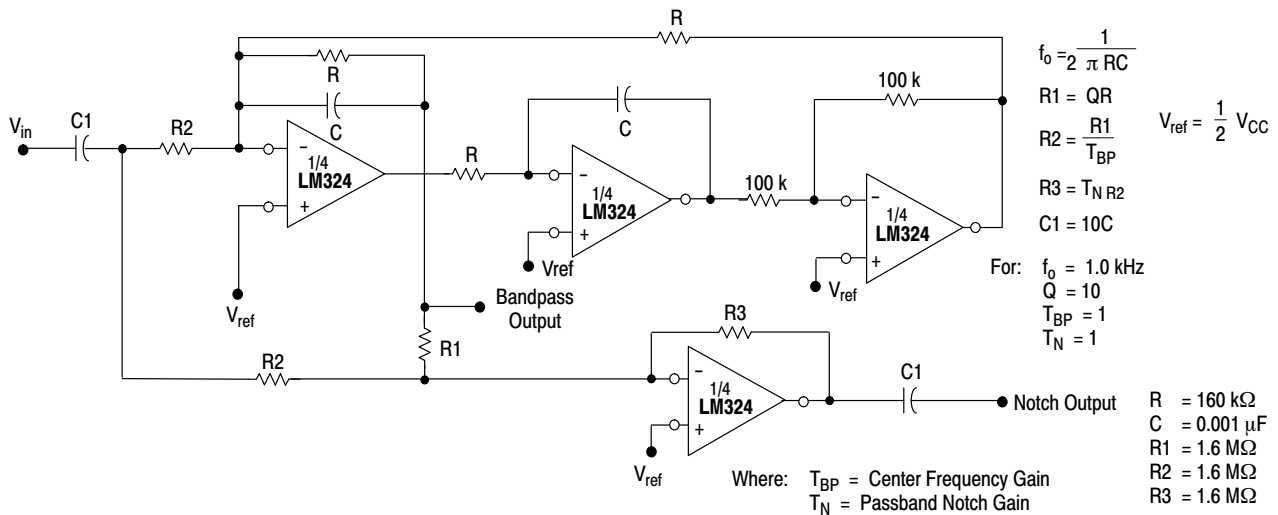 R
R
C
C1
V_in
R2
1/4
LM324
−
+
V_ref
R
C
1/4
LM324
−
+
Vref
100 k
100 k
1/4
LM324
−
+
V_ref
Bandpass
Output
R1
R2
R3
1/4
LM324
−
+
V_ref
C1
Notch Output
f_o = 1 / 2 π RC
R1 = QR
R2 = R1 / T_BP
R3 = T_N R2
C1 = 10C
V_ref = 1/2 V_CC
For: f_o = 1.0 kHz
Q = 10
T_BP = 1
T_N = 1
Where: T_BP = Center Frequency Gain
T_N = Passband Notch Gain
R = 160 kΩ
C = 0.001 μF
R1 = 1.6 MΩ
R2 = 1.6 MΩ
R3 = 1.6 MΩ